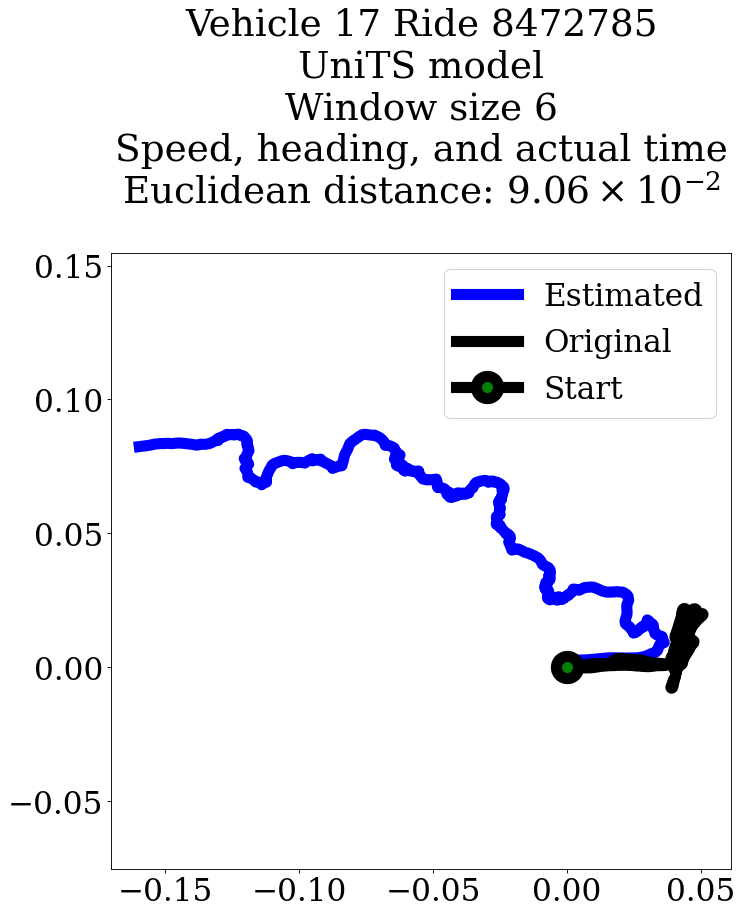 Vehicle 17 Ride 8472785
UniTS model
Window size 6
Speed, heading, and actual time
Euclidean distance: 9.06 × 10⁻²
Estimated
Original
Start
0.15
0.10
0.05
0.00
−0.05
−0.15
−0.10
−0.05
0.00
0.05